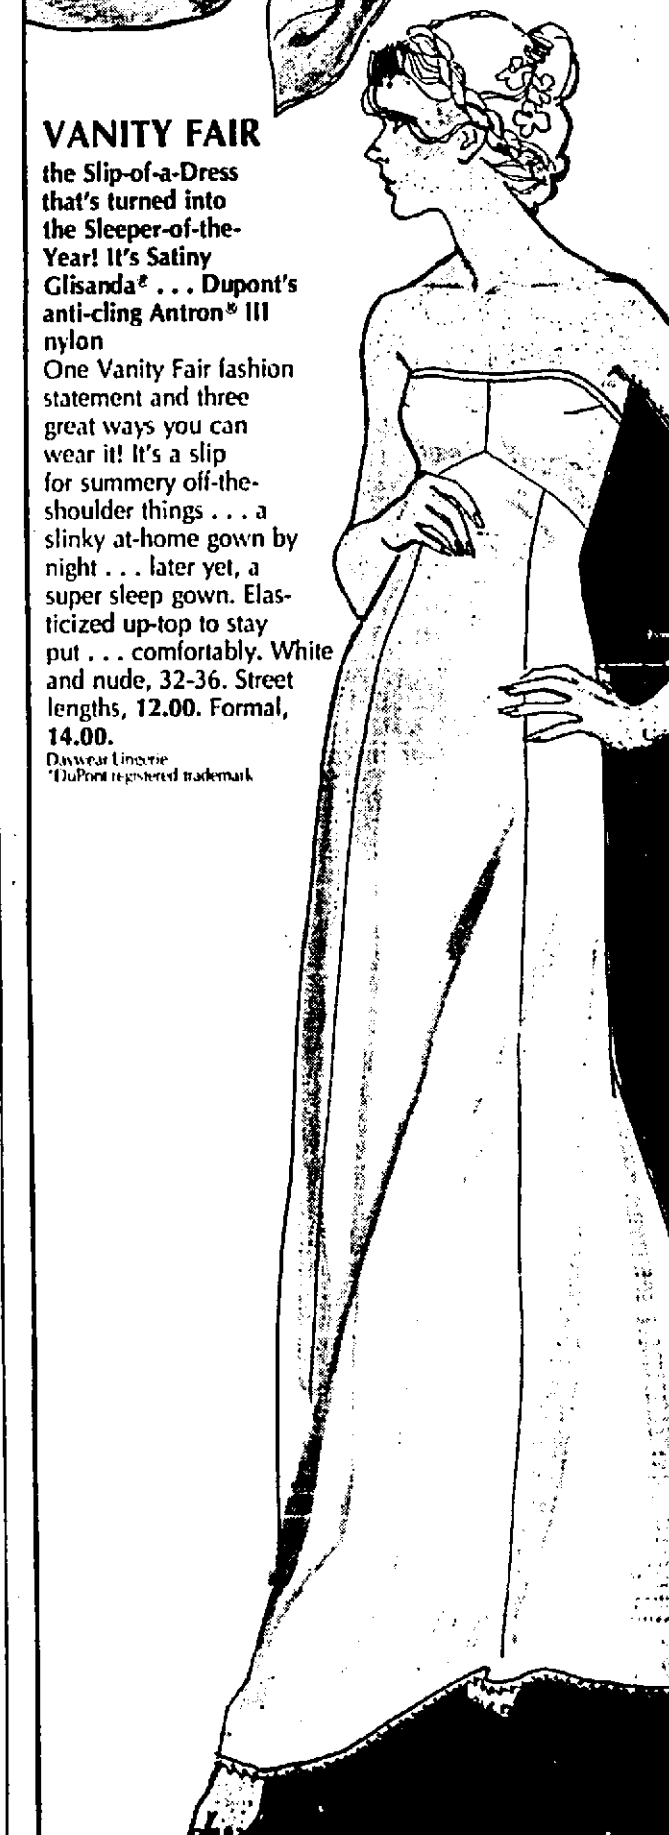 VANITY FAIR
the Slip-of-a-Dress
that's turned into
the Sleeper-of-the-
Year! It's Satiny
Glisanda® . . . Dupont's
anti-cling Antron® III
nylon
One Vanity Fair fashion
statement and three
great ways you can
wear it! It's a slip
for summery off-the-
shoulder things . . . a
slinky at-home gown by
night . . . later yet, a
super sleep gown. Elas-
ticized up-top to stay
put . . . comfortably. White
and nude, 32-36. Street
lengths, 12.00. Formal,
14.00.
Daywear Lingerie
*DuPont registered trademark